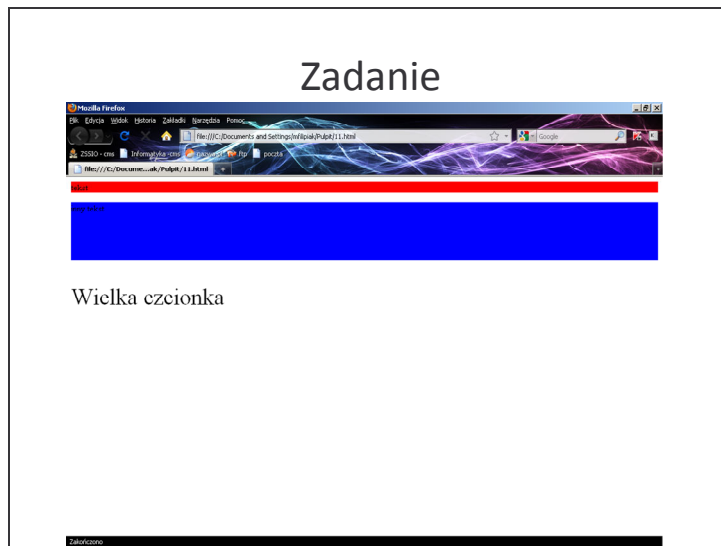 Zadanie
Mozilla Firefox
Plik Edycja Widok Historia Zakładki Narzędzia Pomoc
file:///C:/Documents and Settings/mfilipiak/Pulpit/11.html
Google
ZSSIO - cms Informatyka -cms ftp poczta
file:///C:/Docume...ak/Pulpit/11.html
tekst
Wielka czcionka
Zakończono